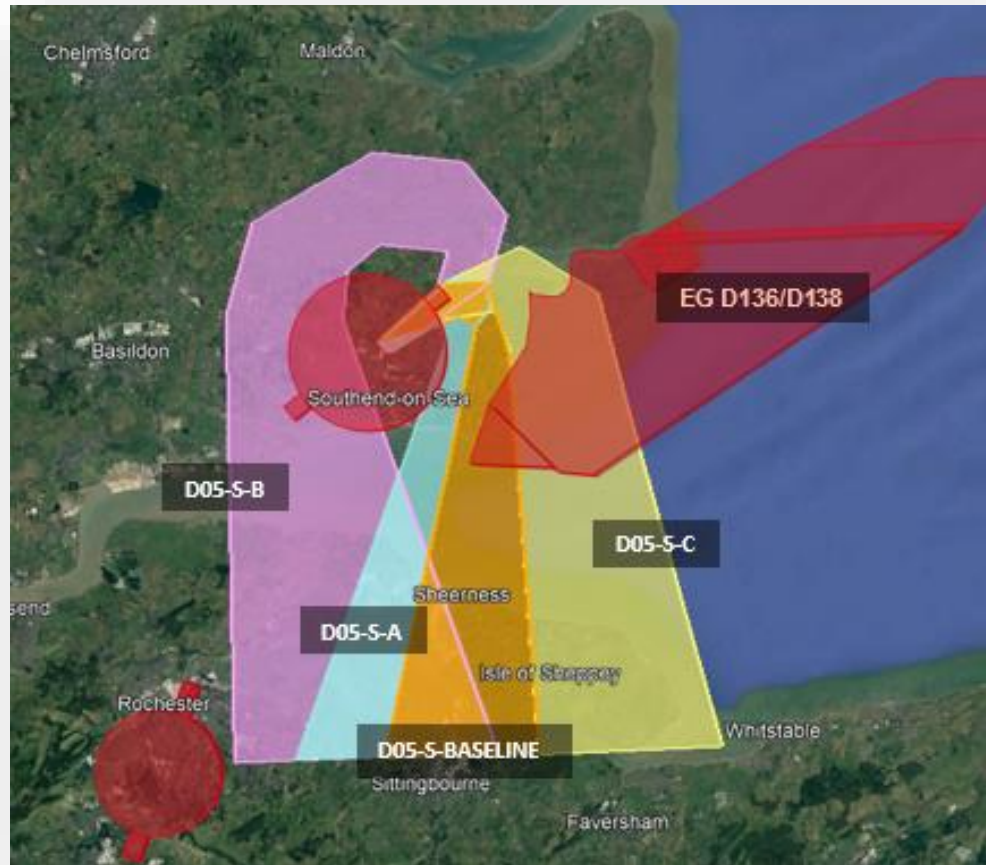 Chelmsford
Maldon
EG D136/D138
Basildon
Southend-on-Sea
D05-S-B
D05-S-C
Sheerness
send
D05-S-A
Isle of Sheppey
Rochester
Whitstable
D05-S-BASELINE
Sittingbourne
Faversham